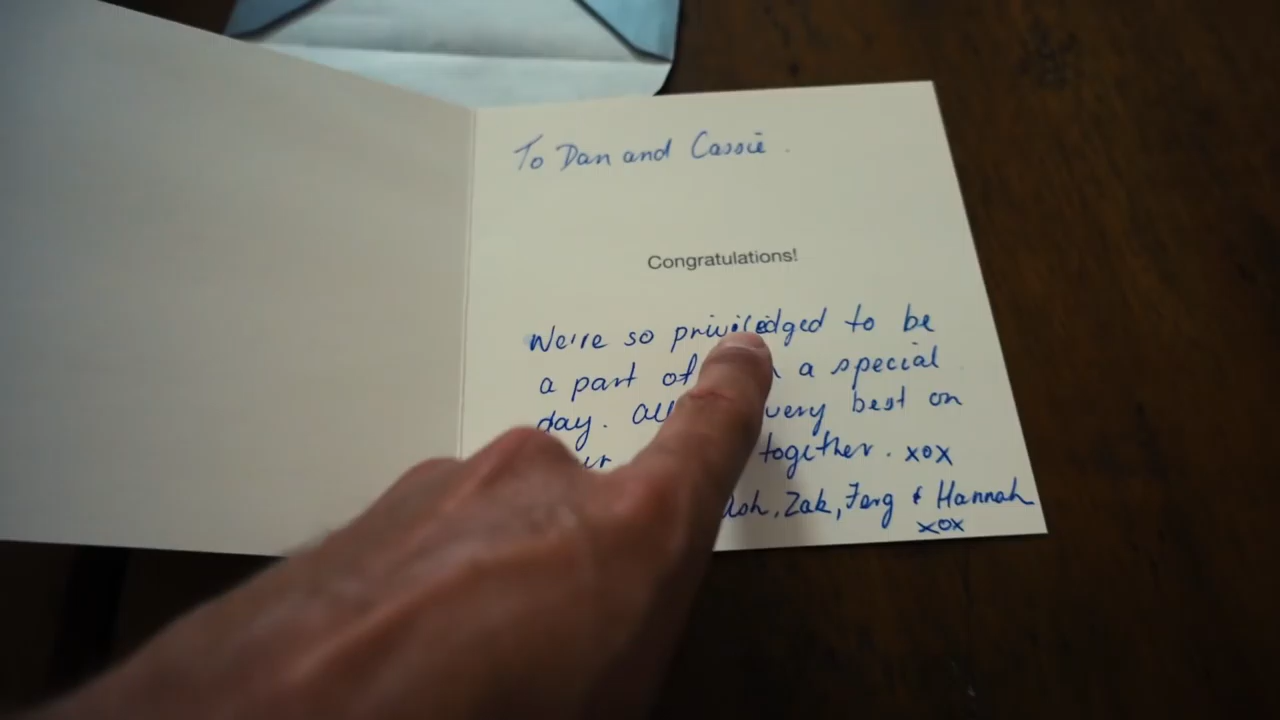 To Dan and Cassie.
Congratulations!
We're so priviledged to be
a part of a special
day. very best on
together. xox
Ash, Zak, Ferg & Hannah
xox